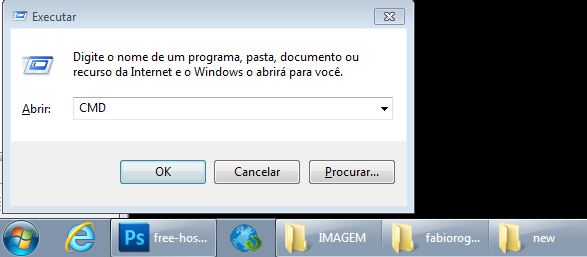 Executar
Digite o nome de um programa, pasta, documento ou
recurso da Internet e o Windows o abrirá para você.
Abrir: CMD
OK Cancelar Procurar...
Ps free-hos... IMAGEM fabiorog... new